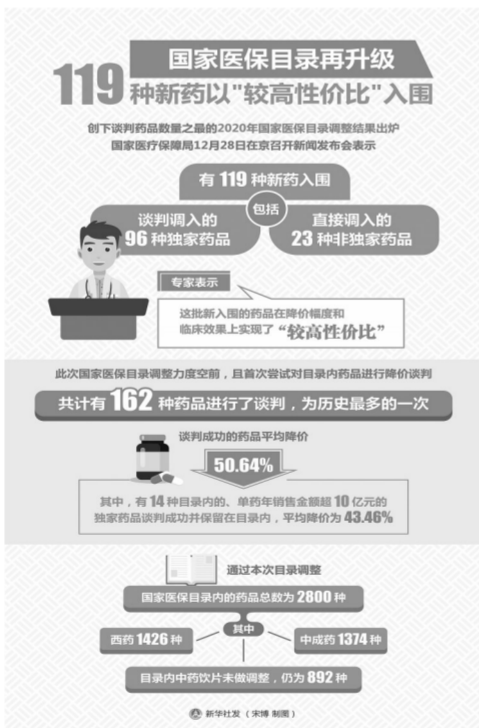 国家医保目录再升级
119种新药以"较高性价比"入围
创下谈判药品数量之最的2020年国家医保目录调整结果出炉
国家医疗保障局12月28日在京召开新闻发布会表示
有 119 种新药入围
包括
谈判调入的
96 种独家药品
直接调入的
23 种非独家药品
专家表示
这批新入围的药品在降价幅度和
临床效果上实现了“较高性价比”
此次国家医保目录调整力度空前，且首次尝试对目录内药品进行降价谈判
共计有 162 种药品进行了谈判，为历史最多的一次
谈判成功的药品平均降价
50.64%
其中，有 14 种目录内的、单药年销售金额超 10 亿元的
独家药品谈判成功并保留在目录内，平均降价为 43.46%
通过本次目录调整
国家医保目录内的药品总数为 2800 种
其中
西药 1426 种
中成药 1374 种
目录内中药饮片未做调整，仍为 892 种
新华社发（宋博 制图）